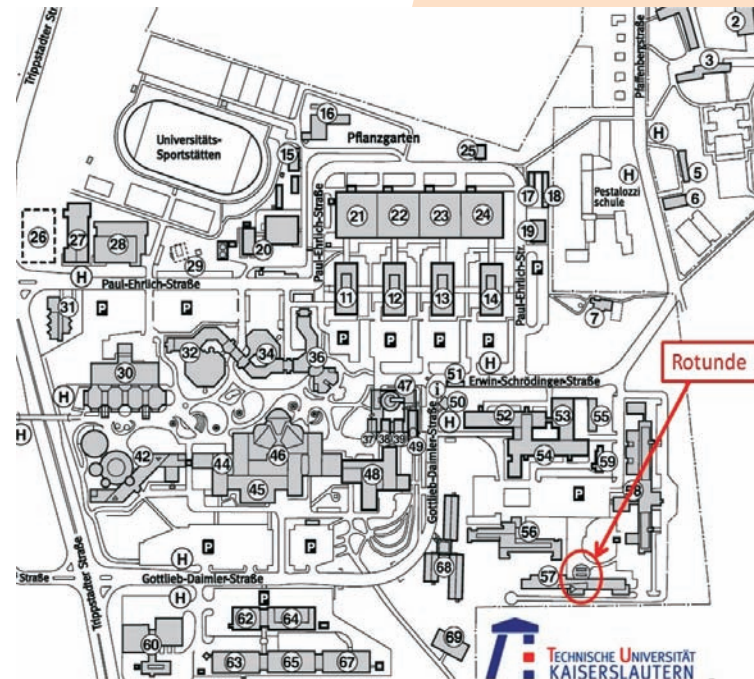 Trippstadter Straße
16
Pflanzgarten
Universitäts-
Sportstätten
15
25
Pfaffenbergstraße
2
3
H
5
6
H
Pestalozzi
schule
17
18
19
21
22
23
24
Paul-Ehrlich-Straße
26
27
28
29
20
H
Paul-Ehrlich-Straße
11
12
13
14
Paul-Ehrlich-Str.
P
7
31
P
P
P
P
P
P
H
30
32
34
36
51
Erwin-Schrödinger-Straße
Rotunde
H
47
i
50
H
52
53
55
H
37
38
39
49
42
44
46
48
54
59
45
Gottlieb-Daimler-Straße
P
58
P
P
56
H
68
57
Straße
Gottlieb-Daimler-Straße
Trippstadter Straße
H
P
62
64
60
69
63
65
67
TECHNISCHE UNIVERSITÄT
KAISERSLAUTERN